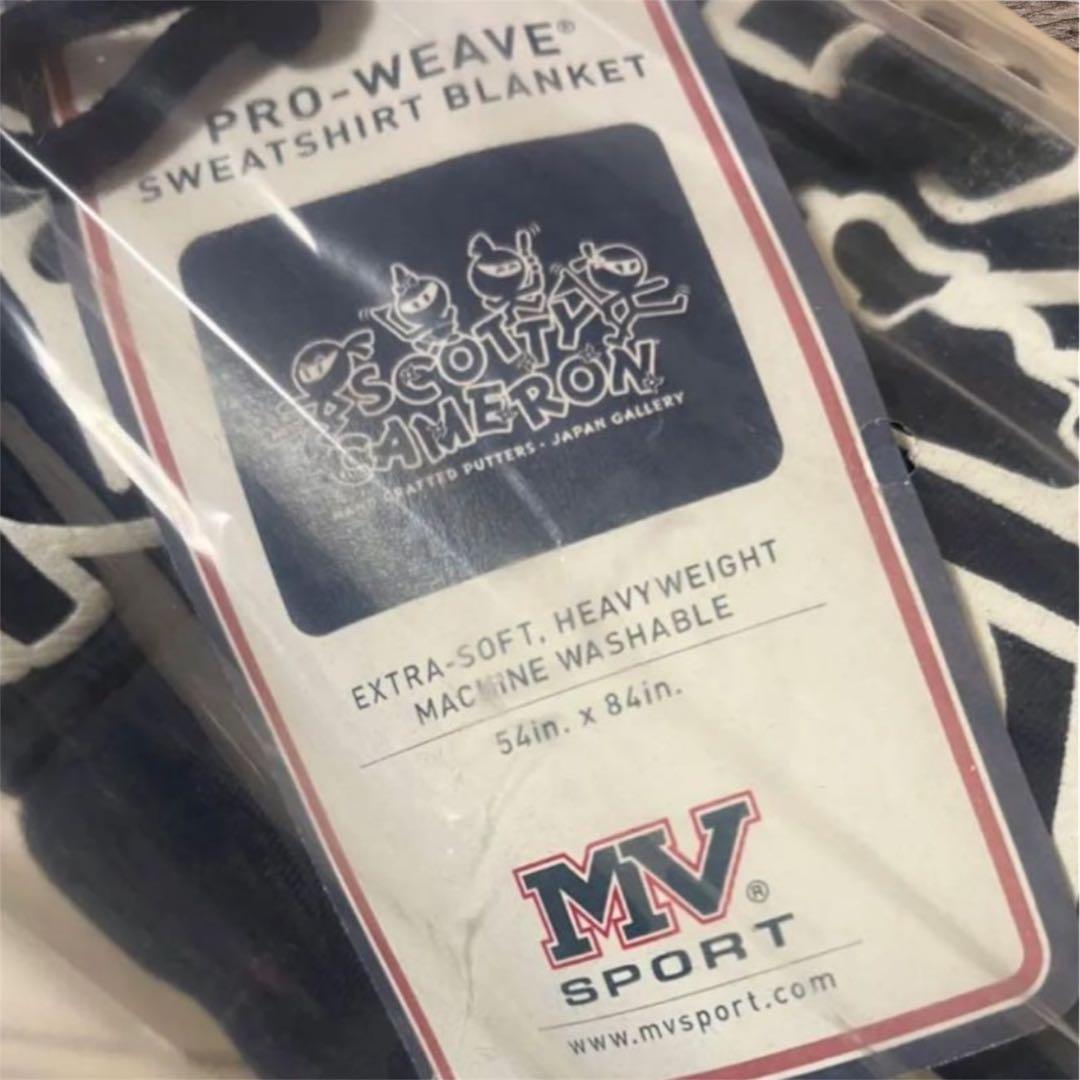 PRO-WEAVE®
SWEATSHIRT BLANKET
SCOTTY
CAMERON
CRAFTED PUTTERS - JAPAN GALLERY
EXTRA-SOFT, HEAVYWEIGHT
MACHINE WASHABLE
54in. x 84in.
MV®
SPORT
www.mvsport.com